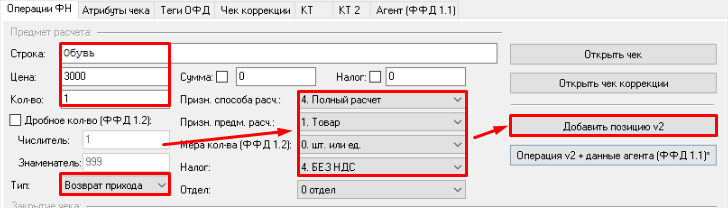 Операции ФН Атрибуты чека Теги ОФД Чек коррекции КТ КТ 2 Агент (ФФД 1.1)
Предмет расчета:
Строка: Обувь
Открыть чек
Цена: 3000 Сумма: 0 Налог: 0
Открыть чек коррекции
Кол-во: 1 Призн. способа расч.: 4. Полный расчет
Дробное кол-во (ФФД 1.2): Призн. предм. расч.: 1. Товар
Добавить позицию v2
Числитель: 1 Мера кол-ва (ФФД 1.2): 0. шт. или ед.
Знаменатель: 999 Налог: 4. БЕЗ НДС
Операция v2 + данные агента (ФФД 1.1)"
Тип: Возврат прихода Отдел: 0 отдел
Закрытие чека: